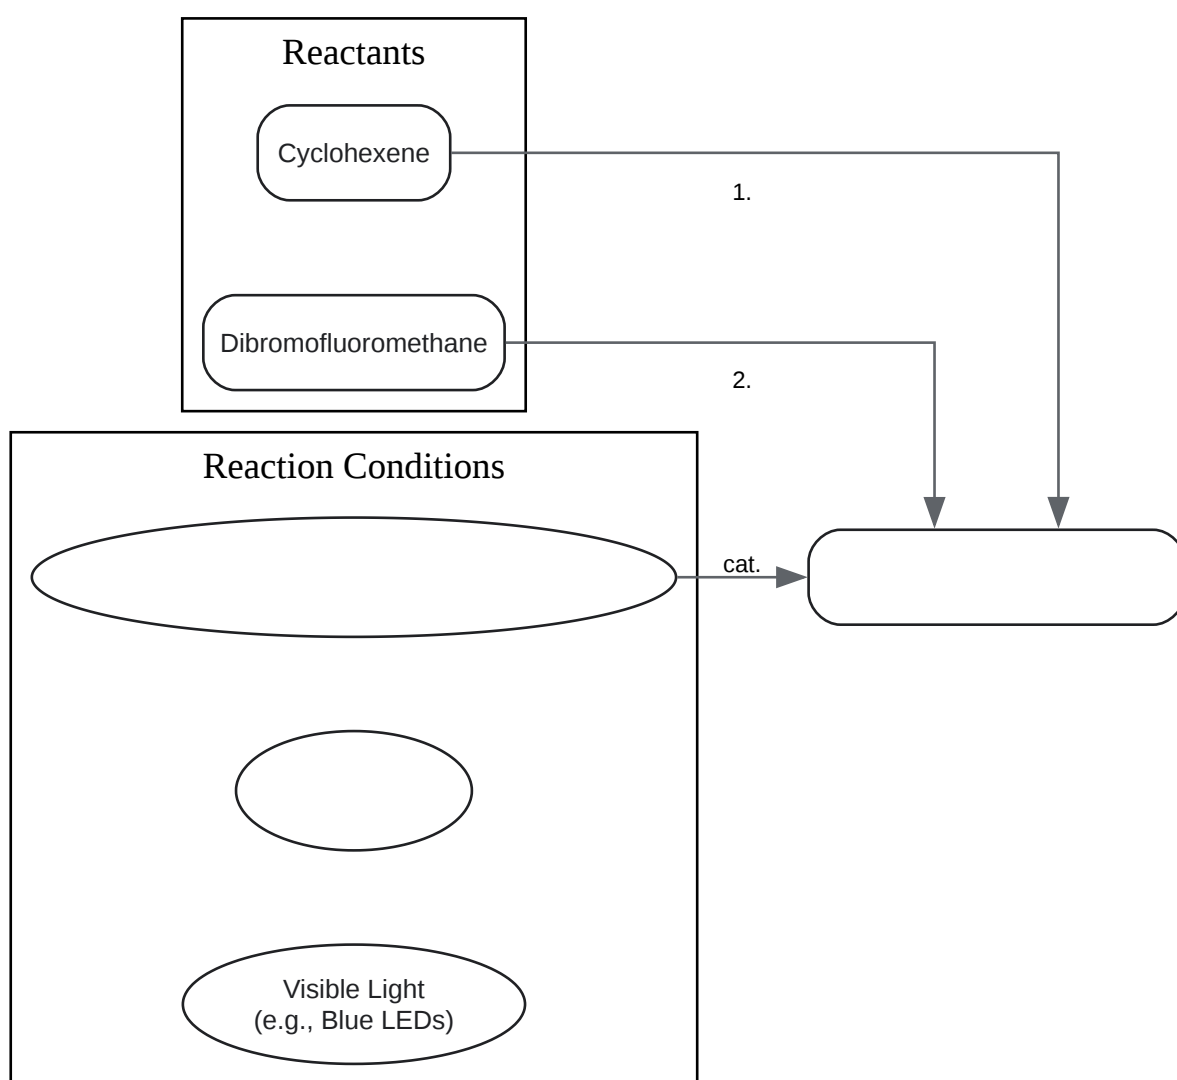 Reactants
Cyclohexene
1.
Dibromofluoromethane
2.
Reaction Conditions
cat.
Visible Light
(e.g., Blue LEDs)